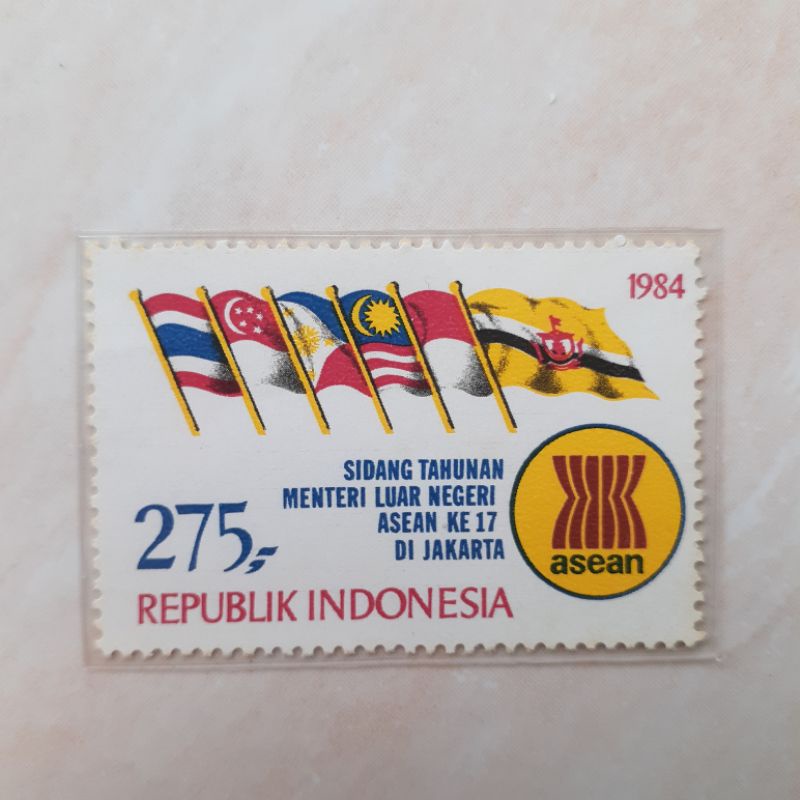 1984
SIDANG TAHUNAN
MENTERI LUAR NEGERI
ASEAN KE 17
DI JAKARTA
275,-
asean
REPUBLIK INDONESIA